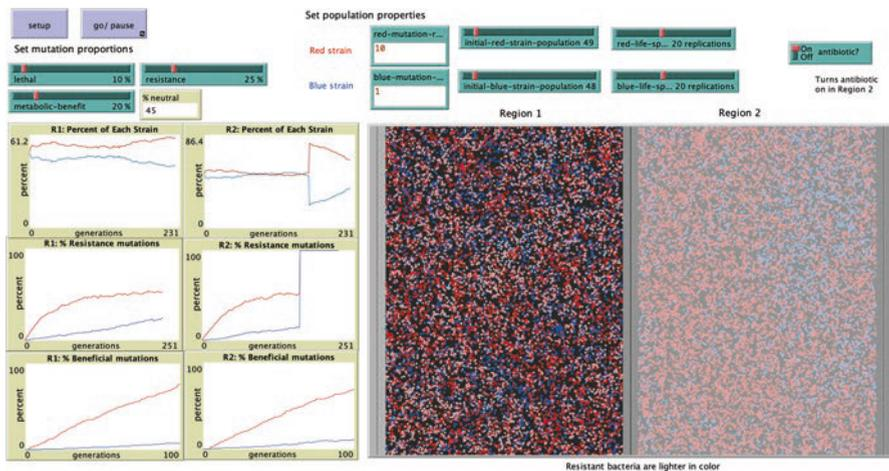 setup
go/ pause
Set mutation proportions
lethal 10 %
resistance 25 %
metabolic-benefit 20 %
% neutral
45
Set population properties
Red strain
red-mutation-r...
10
initial-red-strain-population 49
red-life-sp... 20 replications
Blue strain
blue-mutation-...
1
initial-blue-strain-population 48
blue-life-sp... 20 replications
On
Off
antibiotic?
Turns antibiotic
on in Region 2
R1: Percent of Each Strain
61.2
percent
0
0
generations
231
R2: Percent of Each Strain
86.4
percent
0
0
generations
231
R1: % Resistance mutations
100
percent
0
0
generations
251
R2: % Resistance mutations
100
percent
0
0
generations
251
R1: % Beneficial mutations
100
percent
0
0
generations
100
R2: % Beneficial mutations
100
percent
0
0
generations
100
Region 1
Region 2
Resistant bacteria are lighter in color